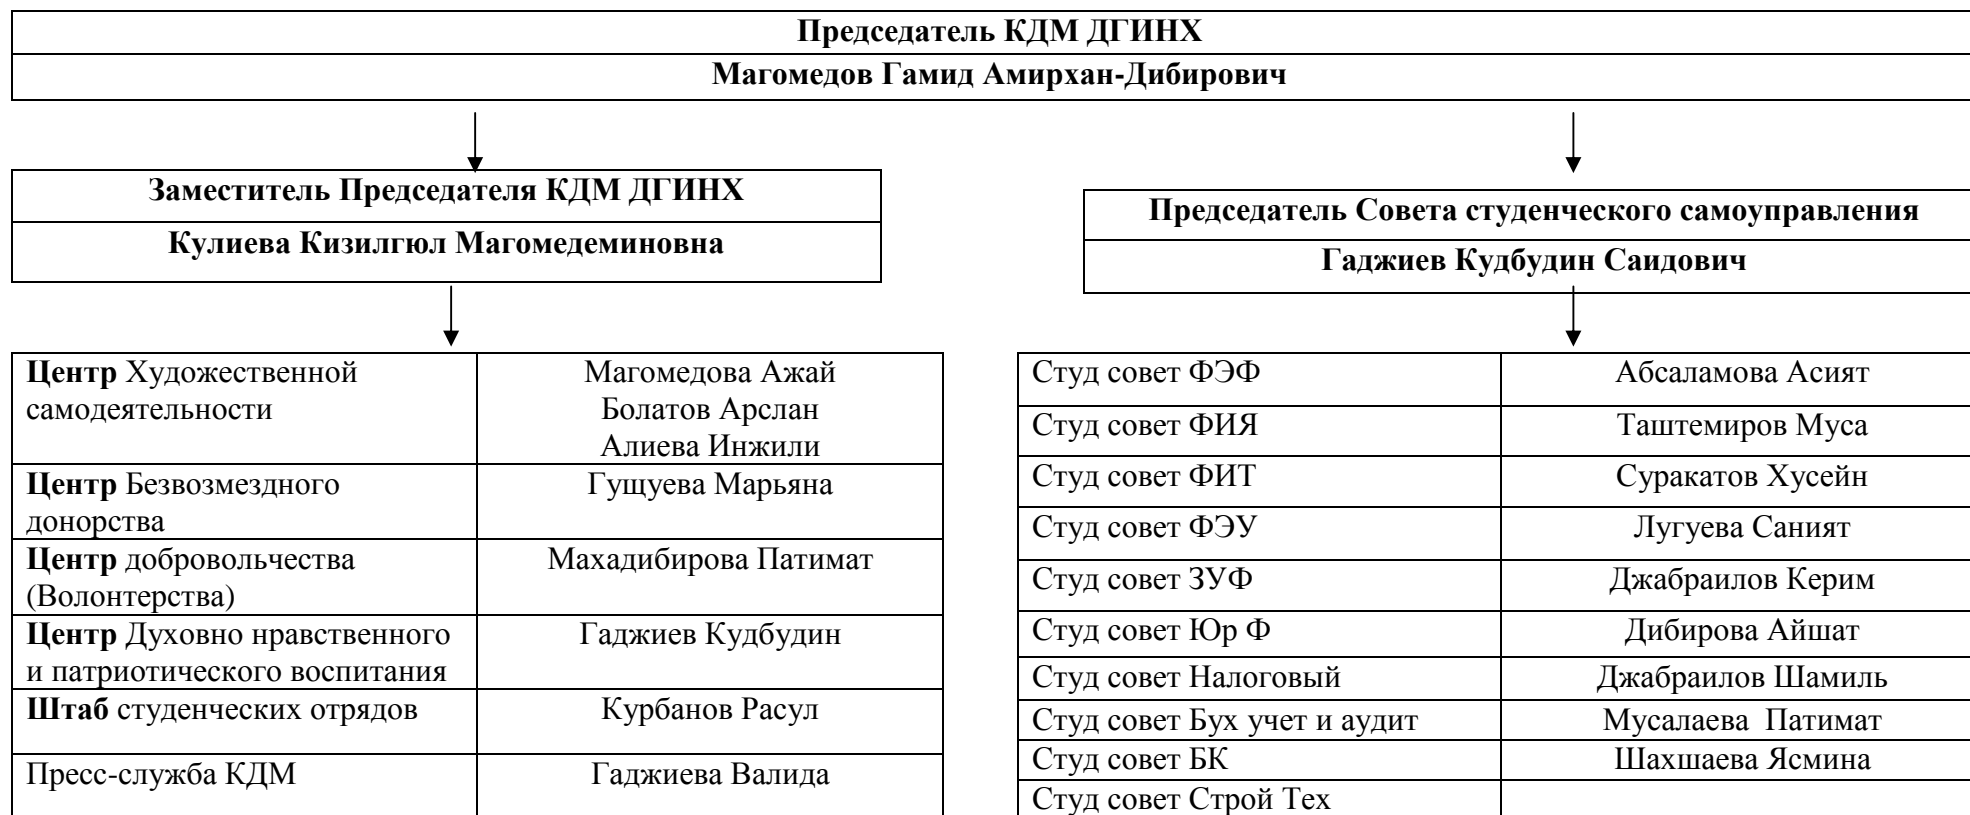 Председатель КДМ ДГИНХ
Магомедов Гамид Амирхан-Дибирович
Заместитель Председателя КДМ ДГИНХ
Кулиева Кизилгюл Магомедеминовна
Председатель Совета студенческого самоуправления
Гаджиев Кудбудин Саидович
Центр Художественной
самодеятельности
Магомедова Ажай
Болатов Арслан
Алиева Инжили
Центр Безвозмездного
донорства
Гущуева Марьяна
Центр добровольчества
(Волонтерства)
Махадибирова Патимат
Центр Духовно нравственного
и патриотического воспитания
Гаджиев Кудбудин
Штаб студенческих отрядов
Курбанов Расул
Пресс-служба КДМ
Гаджиева Валида
Студ совет ФЭФ
Абсаламова Асият
Студ совет ФИЯ
Таштемиров Муса
Студ совет ФИТ
Суракатов Хусейн
Студ совет ФЭУ
Лугуева Саният
Студ совет ЗУФ
Джабраилов Керим
Студ совет Юр Ф
Дибирова Айшат
Студ совет Налоговый
Джабраилов Шамиль
Студ совет Бух учет и аудит
Мусалаева Патимат
Студ совет БК
Шахшаева Ясмина
Студ совет Строй Тех